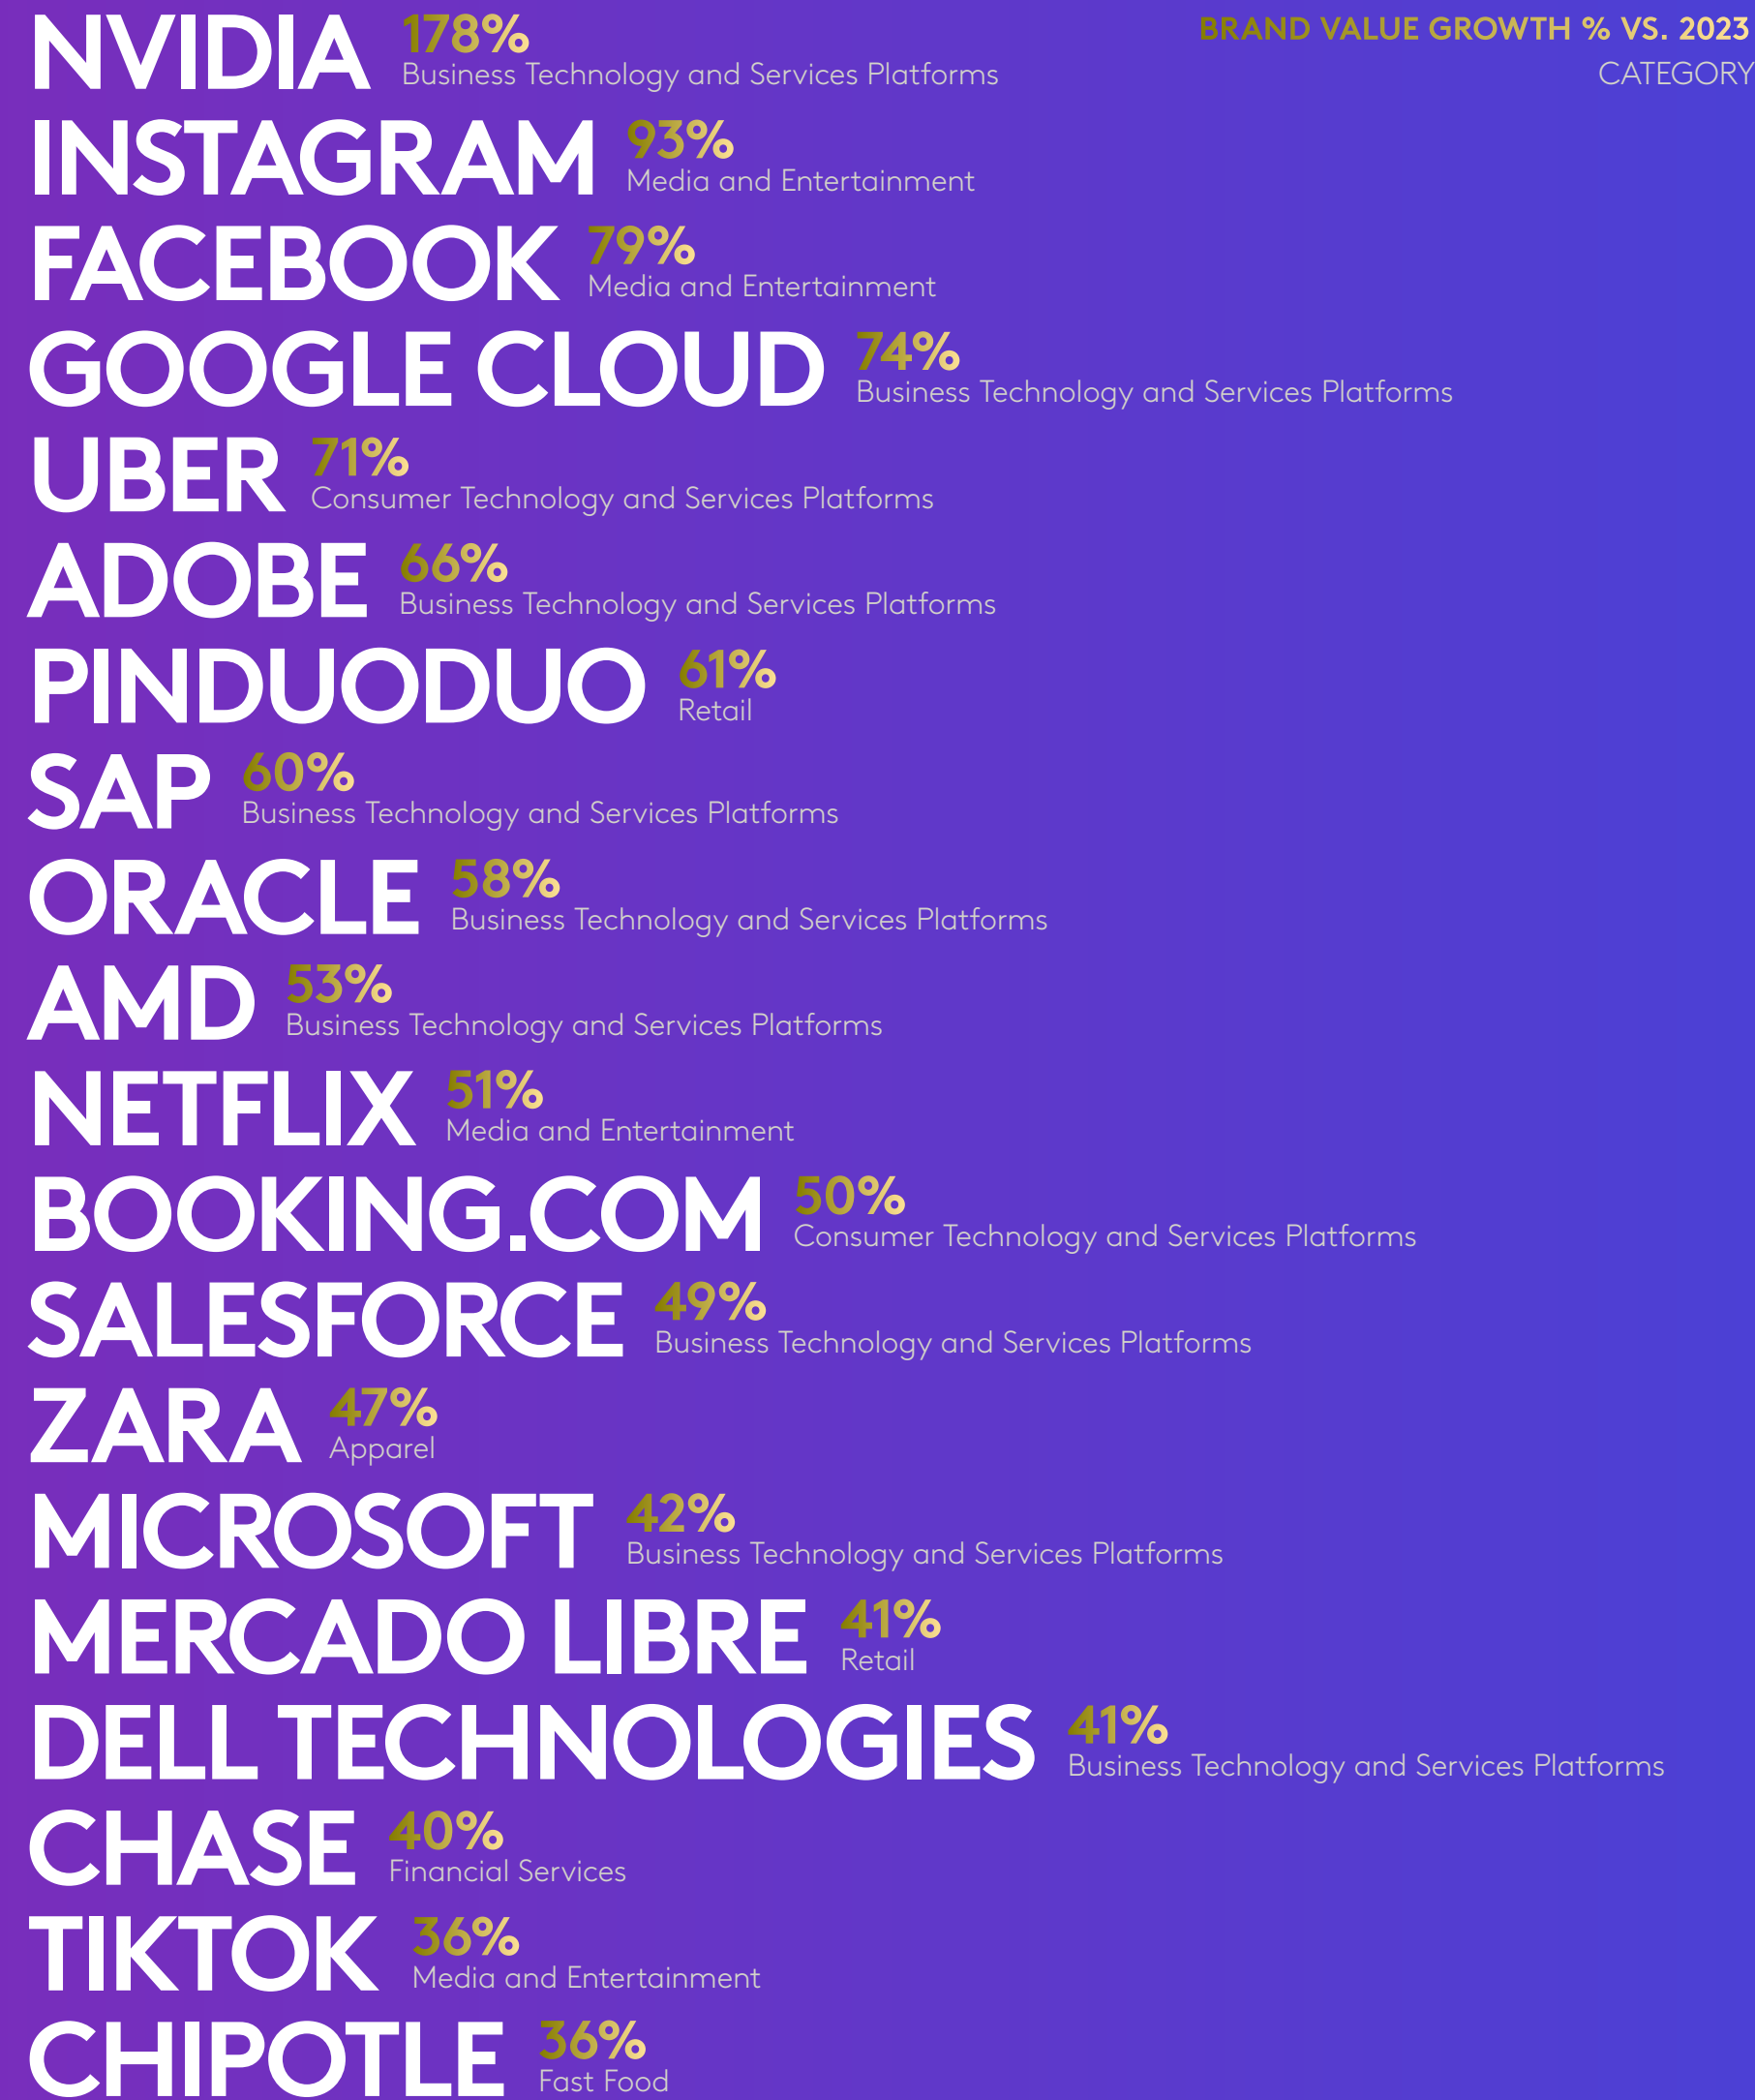 NVIDIA 178%
Business Technology and Services Platforms
BRAND VALUE GROWTH % VS. 2023
CATEGORY
INSTAGRAM 93%
Media and Entertainment
FACEBOOK 79%
Media and Entertainment
GOOGLE CLOUD 74%
Business Technology and Services Platforms
UBER 71%
Consumer Technology and Services Platforms
ADOBE 66%
Business Technology and Services Platforms
PINDUODUO 61%
Retail
SAP 60%
Business Technology and Services Platforms
ORACLE 58%
Business Technology and Services Platforms
AMD 53%
Business Technology and Services Platforms
NETFLIX 51%
Media and Entertainment
BOOKING.COM 50%
Consumer Technology and Services Platforms
SALESFORCE 49%
Business Technology and Services Platforms
ZARA 47%
Apparel
MICROSOFT 42%
Business Technology and Services Platforms
MERCADO LIBRE 41%
Retail
DELL TECHNOLOGIES 41%
Business Technology and Services Platforms
CHASE 40%
Financial Services
TIKTOK 36%
Media and Entertainment
CHIPOTLE 36%
Fast Food